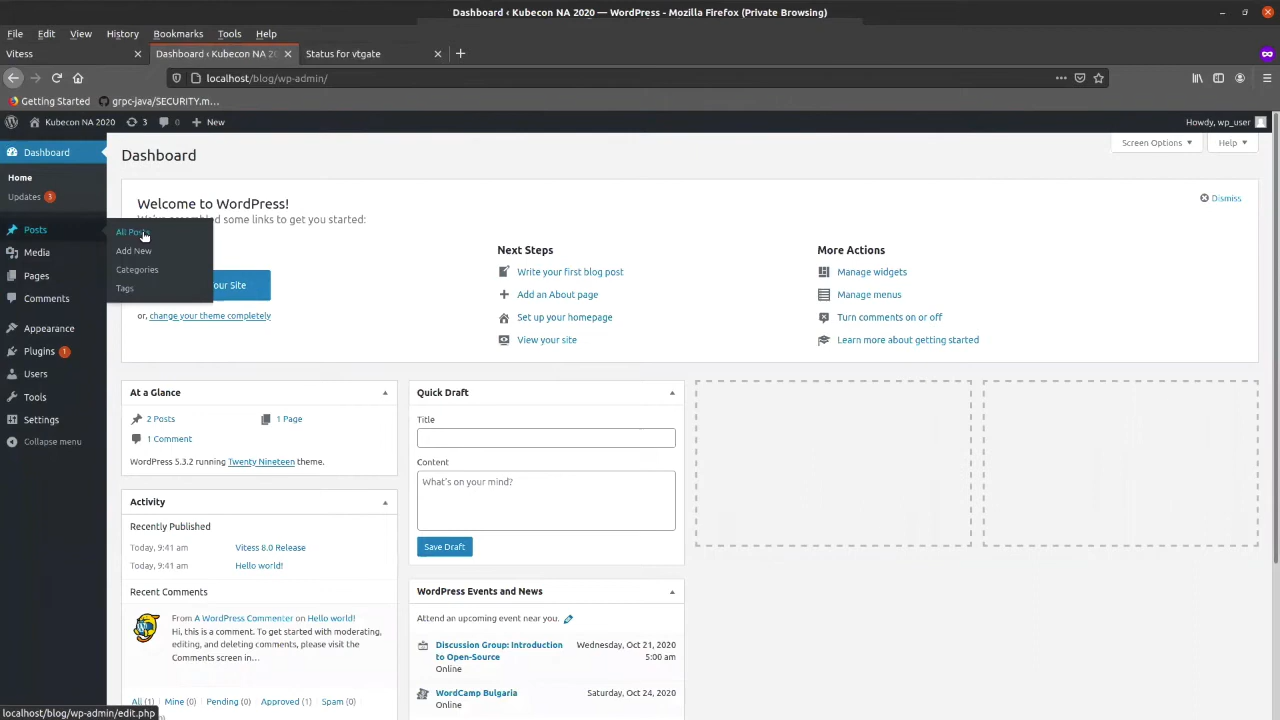 Dashboard ‹ Kubecon NA 2020 — WordPress - Mozilla Firefox (Private Browsing)
File Edit View History Bookmarks Tools Help
Vitess
Dashboard ‹ Kubecon NA 20
Status for vtgate
localhost/blog/wp-admin/
Getting Started
grpc-java/SECURITY.m...
Kubecon NA 2020
3
0
New
Howdy, wp_user
Dashboard
Home
Updates 3
Posts
Media
Pages
Comments
Appearance
Plugins 1
Users
Tools
Settings
Collapse menu
All Posts
Add New
Categories
Tags
Dashboard
Screen Options
Help
Welcome to WordPress!
Dismiss
We've assembled some links to get you started:
our Site
or, change your theme completely
Next Steps
Write your first blog post
Add an About page
Set up your homepage
View your site
More Actions
Manage widgets
Manage menus
Turn comments on or off
Learn more about getting started
At a Glance
2 Posts
1 Page
1 Comment
WordPress 5.3.2 running Twenty Nineteen theme.
Activity
Recently Published
Today, 9:41 am Vitess 8.0 Release
Today, 9:41 am Hello world!
Recent Comments
From A WordPress Commenter on Hello world!
Hi, this is a comment. To get started with moderating,
editing, and deleting comments, please visit the
Comments screen in…
All (1) Mine (0) Pending (0) Approved (1) Spam (0)
Quick Draft
Title
Content
What's on your mind?
Save Draft
WordPress Events and News
Attend an upcoming event near you.
Discussion Group: Introduction
to Open-Source
Online
Wednesday, Oct 21, 2020
5:00 am
WordCamp Bulgaria
Online
Saturday, Oct 24, 2020
localhost/blog/wp-admin/edit.php